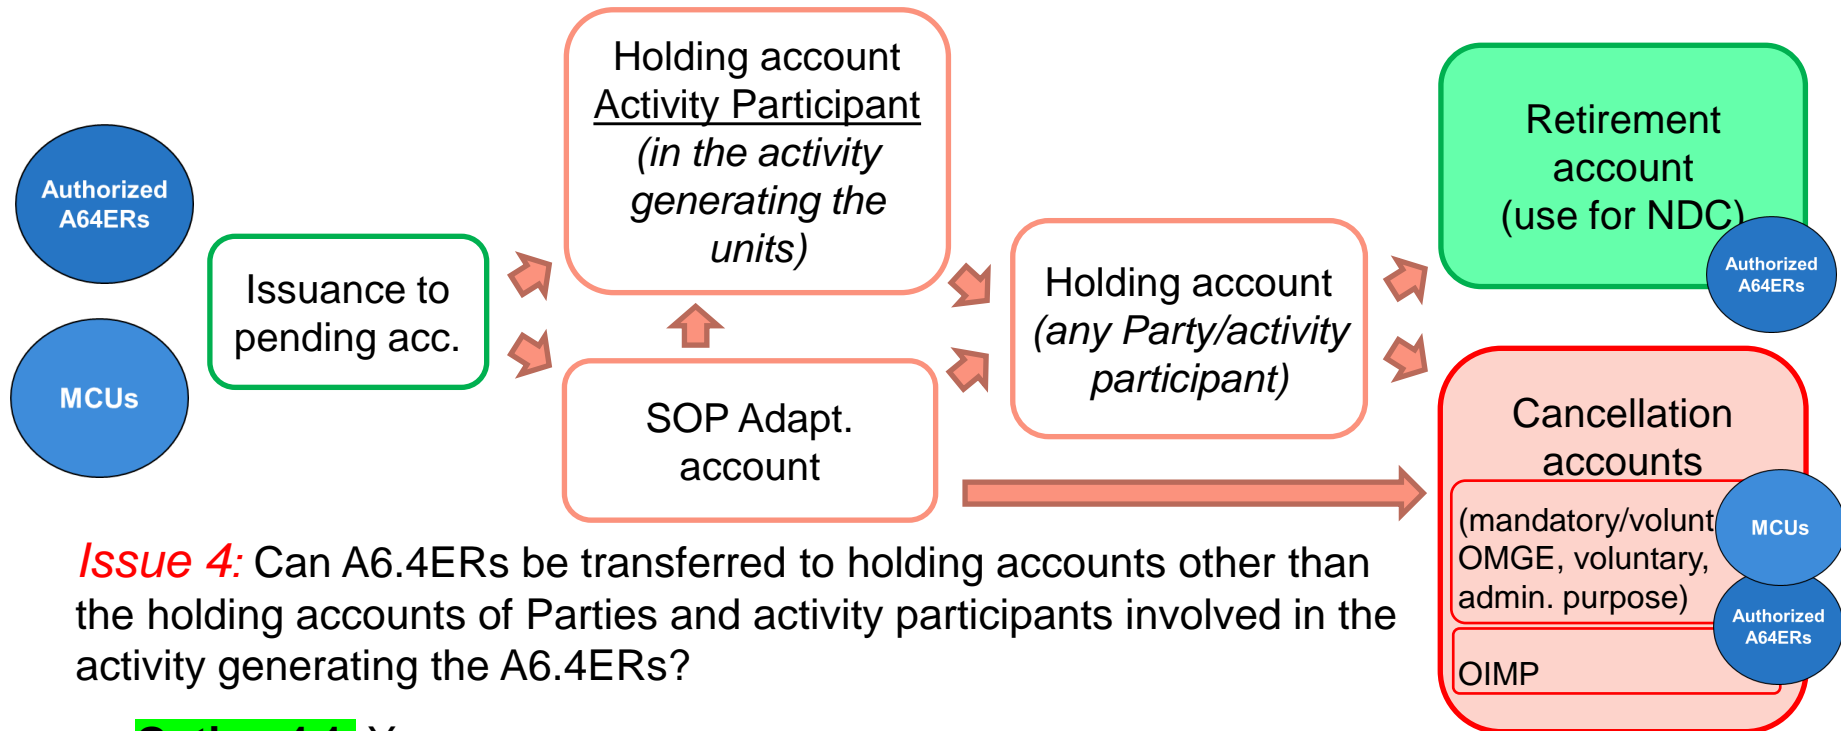 Authorized
A64ERs
MCUs
Issuance to
pending acc.
Holding account
Activity Participant
(in the activity
generating the
units)
SOP Adapt.
account
Holding account
(any Party/activity
participant)
Retirement
account
(use for NDC)
Authorized
A64ERs
Cancellation
accounts
(mandatory/volunt
OMGE, voluntary,
admin. purpose)
MCUs
Authorized
A64ERs
OIMP
Issue 4: Can A6.4ERs be transferred to holding accounts other than
the holding accounts of Parties and activity participants involved in the
activity generating the A6.4ERs?